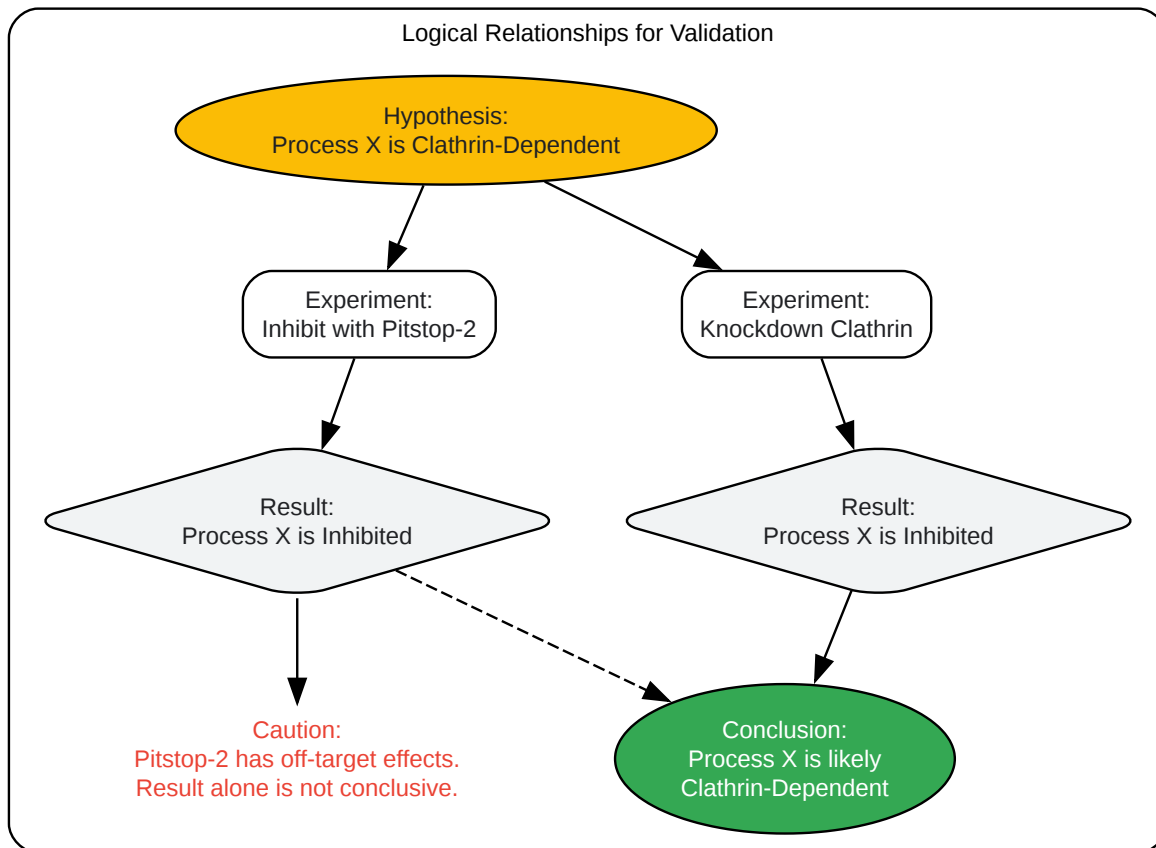 Logical Relationships for Validation
Hypothesis:
Process X is Clathrin-Dependent
Experiment:
Inhibit with Pitstop-2
Experiment:
Knockdown Clathrin
Result:
Process X is Inhibited
Result:
Process X is Inhibited
Caution:
Pitstop-2 has off-target effects.
Result alone is not conclusive.
Conclusion:
Process X is likely
Clathrin-Dependent